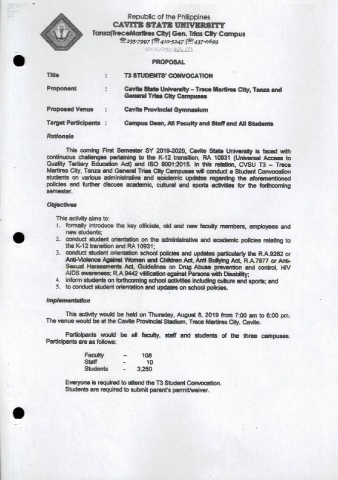 Republic of the Philippines
CAVITE STATE UNIVERSITY
Tanza|Trece Martires City| Gen. Trias City Campus
PROPOSAL
Title : T3 STUDENTS' CONVOCATION
Proponent : Cavite State University – Trece Martires City, Tanza and
General Trias City Campuses
Proposed Venue : Cavite Provincial Gymnasium
Target Participants : Campus Dean, All Faculty and Staff and All Students
Rationale
This coming First Semester SY 2019-2020, Cavite State University is faced with
continuous challenges pertaining to the K-12 transition, RA 10931 (Universal Access to
Quality Tertiary Education Act) and ISO 9001:2015. In this relation, CVSU T3 – Trece
Martires City, Tanza and General Trias City Campuses will conduct a Student Convocation
students on various administrative and academic updates regarding the aforementioned
policies and further discuss academic, cultural and sports activities for the forthcoming
semester.
Objectives
This activity aims to:
1. formally introduce the key officials, old and new faculty members, employees and
new students;
2. conduct student orientation on the administrative and academic policies relating to
the K-12 transition and RA 10931;
3. conduct student orientation school policies and updates particularly the R.A.9262 or
Anti-Violence Against Women and Children Act, Anti Bullying Act, R.A.7877 or Anti-
Sexual Harassments Act, Guidelines on Drug Abuse prevention and control, HIV
AIDS awareness; R.A.9442 vilification against Persons with Disability;
4. inform students on forthcoming school activities including culture and sports; and
5. to conduct student orientation and updates on school policies.
Implementation
This activity would be held on Thursday, August 8, 2019 from 7:00 am to 6:00 pm.
The venue would be at the Cavite Provincial Stadium, Trece Martires City, Cavite.
Participants would be all faculty, staff and students of the three campuses.
Participants are as follows:
Faculty – 108
Staff – 10
Students – 3,250
Everyone is required to attend the T3 Student Convocation.
Students are required to submit parent's permit/waiver.